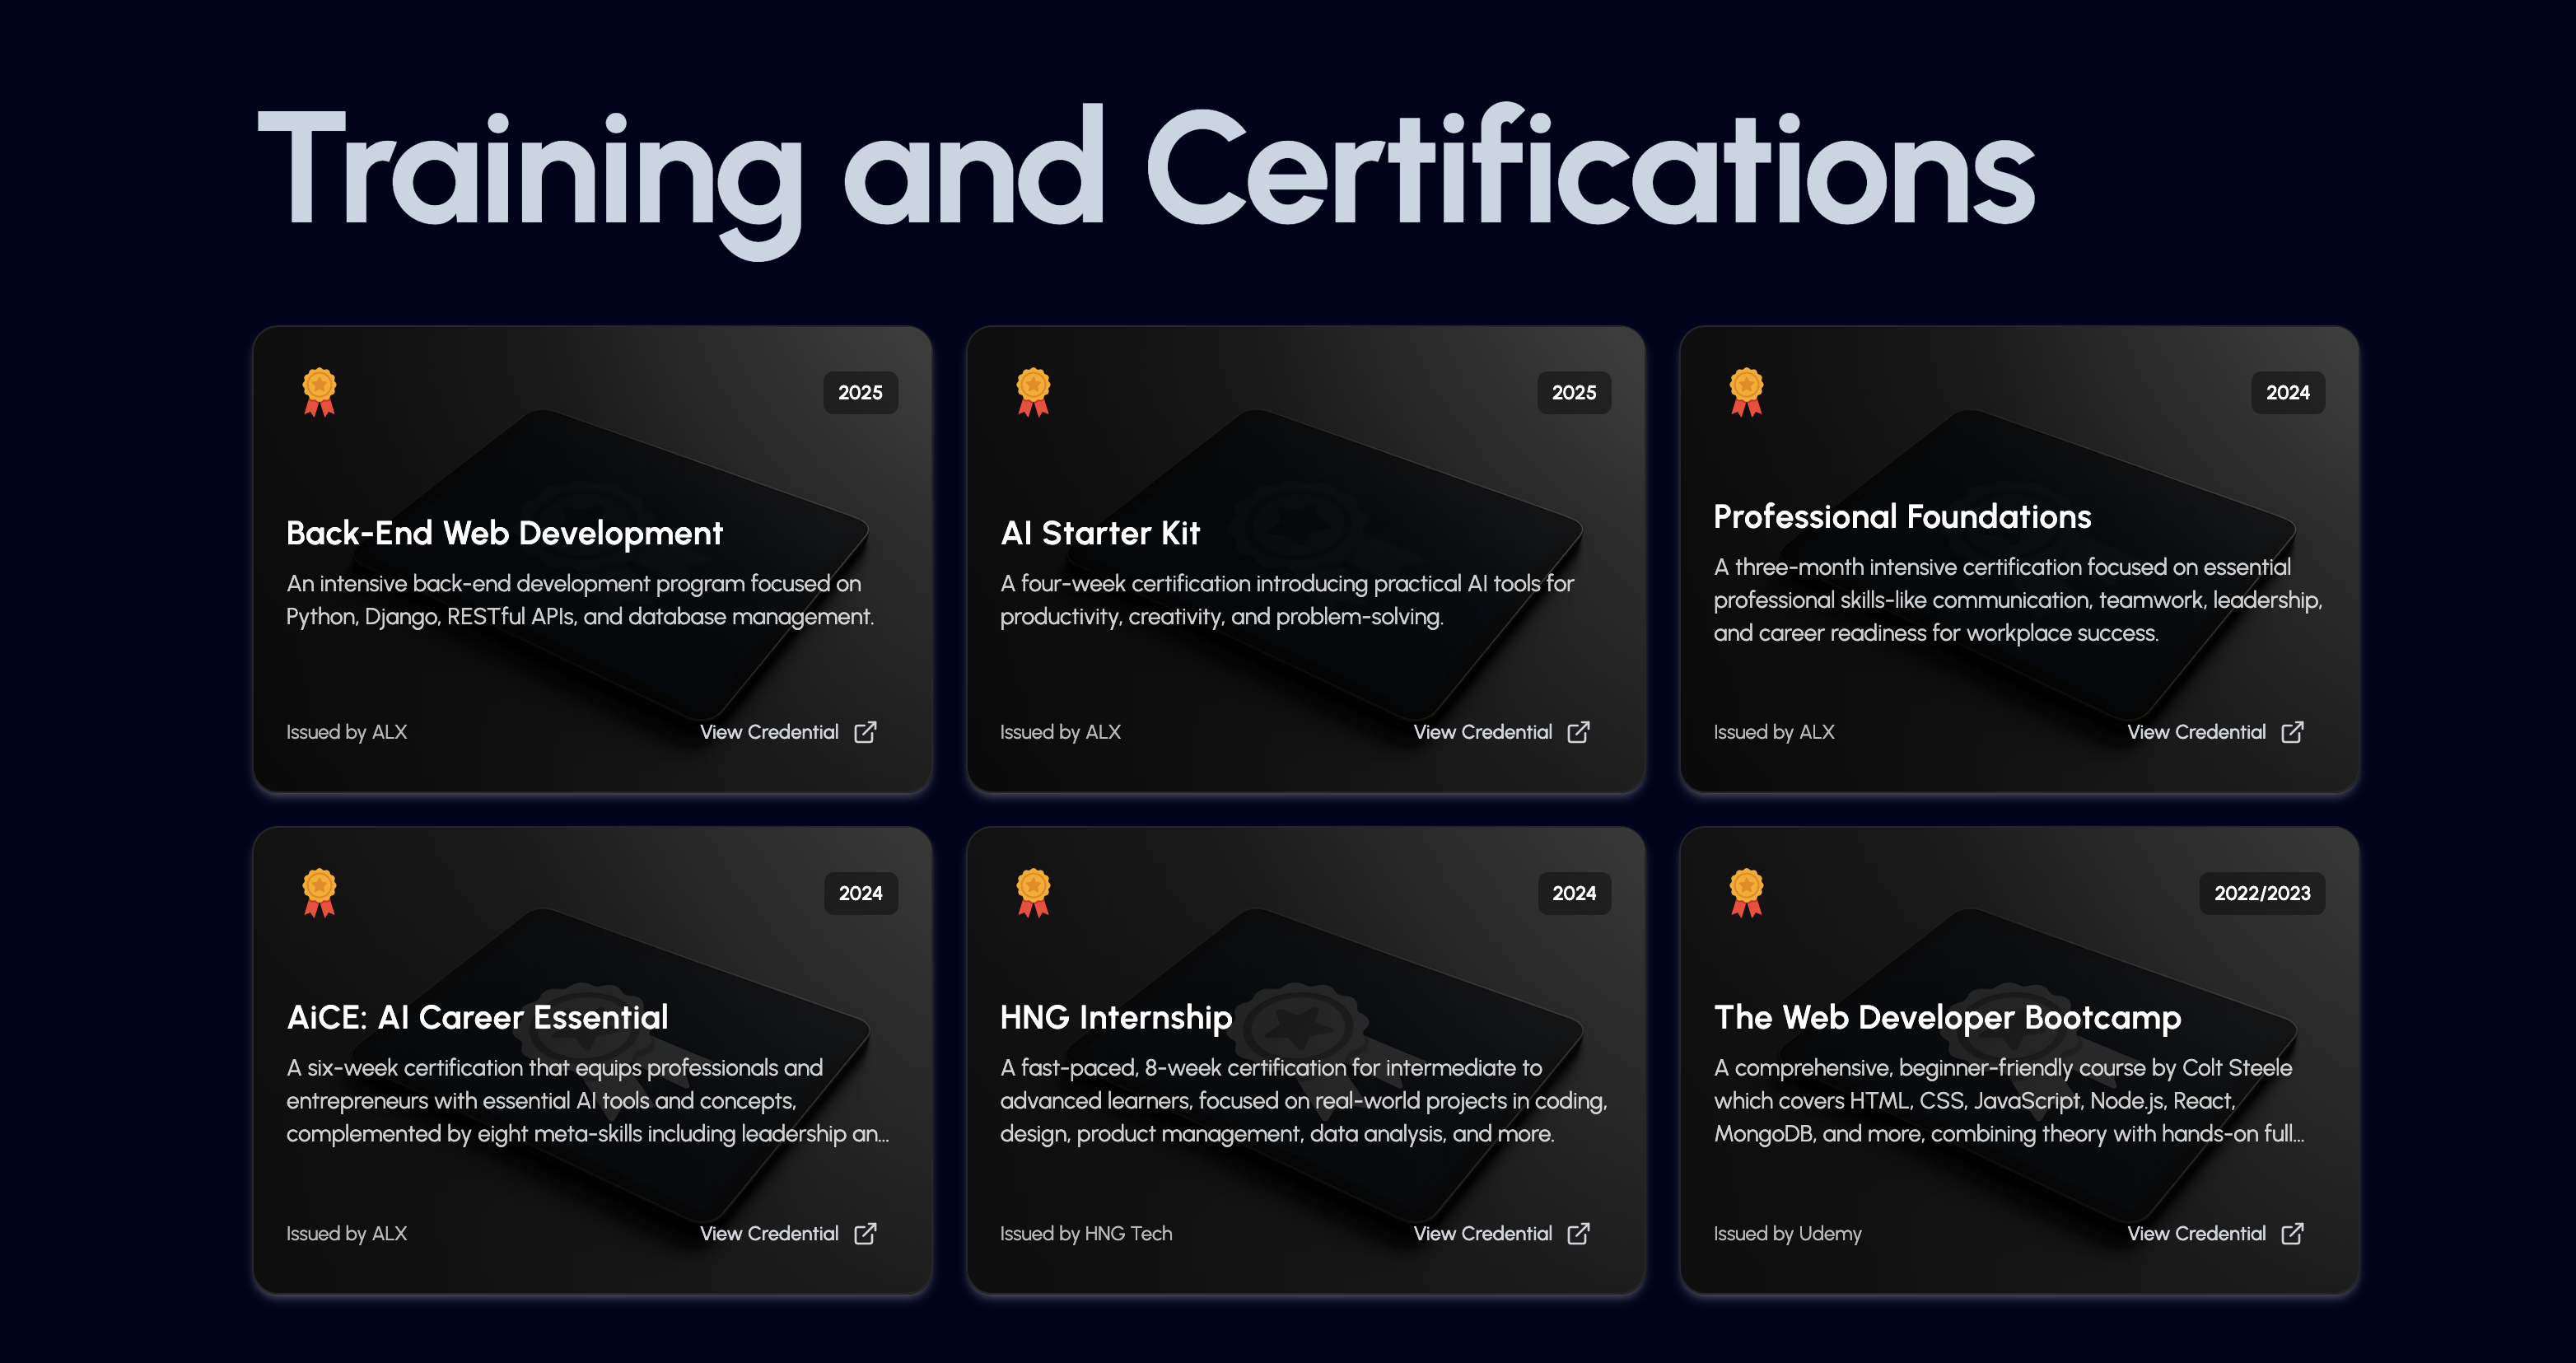 Training and Certifications
2025
Back-End Web Development
An intensive back-end development program focused on
Python, Django, RESTful APIs, and database management.
Issued by ALX
View Credential
2025
AI Starter Kit
A four-week certification introducing practical AI tools for
productivity, creativity, and problem-solving.
Issued by ALX
View Credential
2024
Professional Foundations
A three-month intensive certification focused on essential
professional skills-like communication, teamwork, leadership,
and career readiness for workplace success.
Issued by ALX
View Credential
2024
AiCE: AI Career Essential
A six-week certification that equips professionals and
entrepreneurs with essential AI tools and concepts,
complemented by eight meta-skills including leadership an...
Issued by ALX
View Credential
2024
HNG Internship
A fast-paced, 8-week certification for intermediate to
advanced learners, focused on real-world projects in coding,
design, product management, data analysis, and more.
Issued by HNG Tech
View Credential
2022/2023
The Web Developer Bootcamp
A comprehensive, beginner-friendly course by Colt Steele
which covers HTML, CSS, JavaScript, Node.js, React,
MongoDB, and more, combining theory with hands-on full...
Issued by Udemy
View Credential